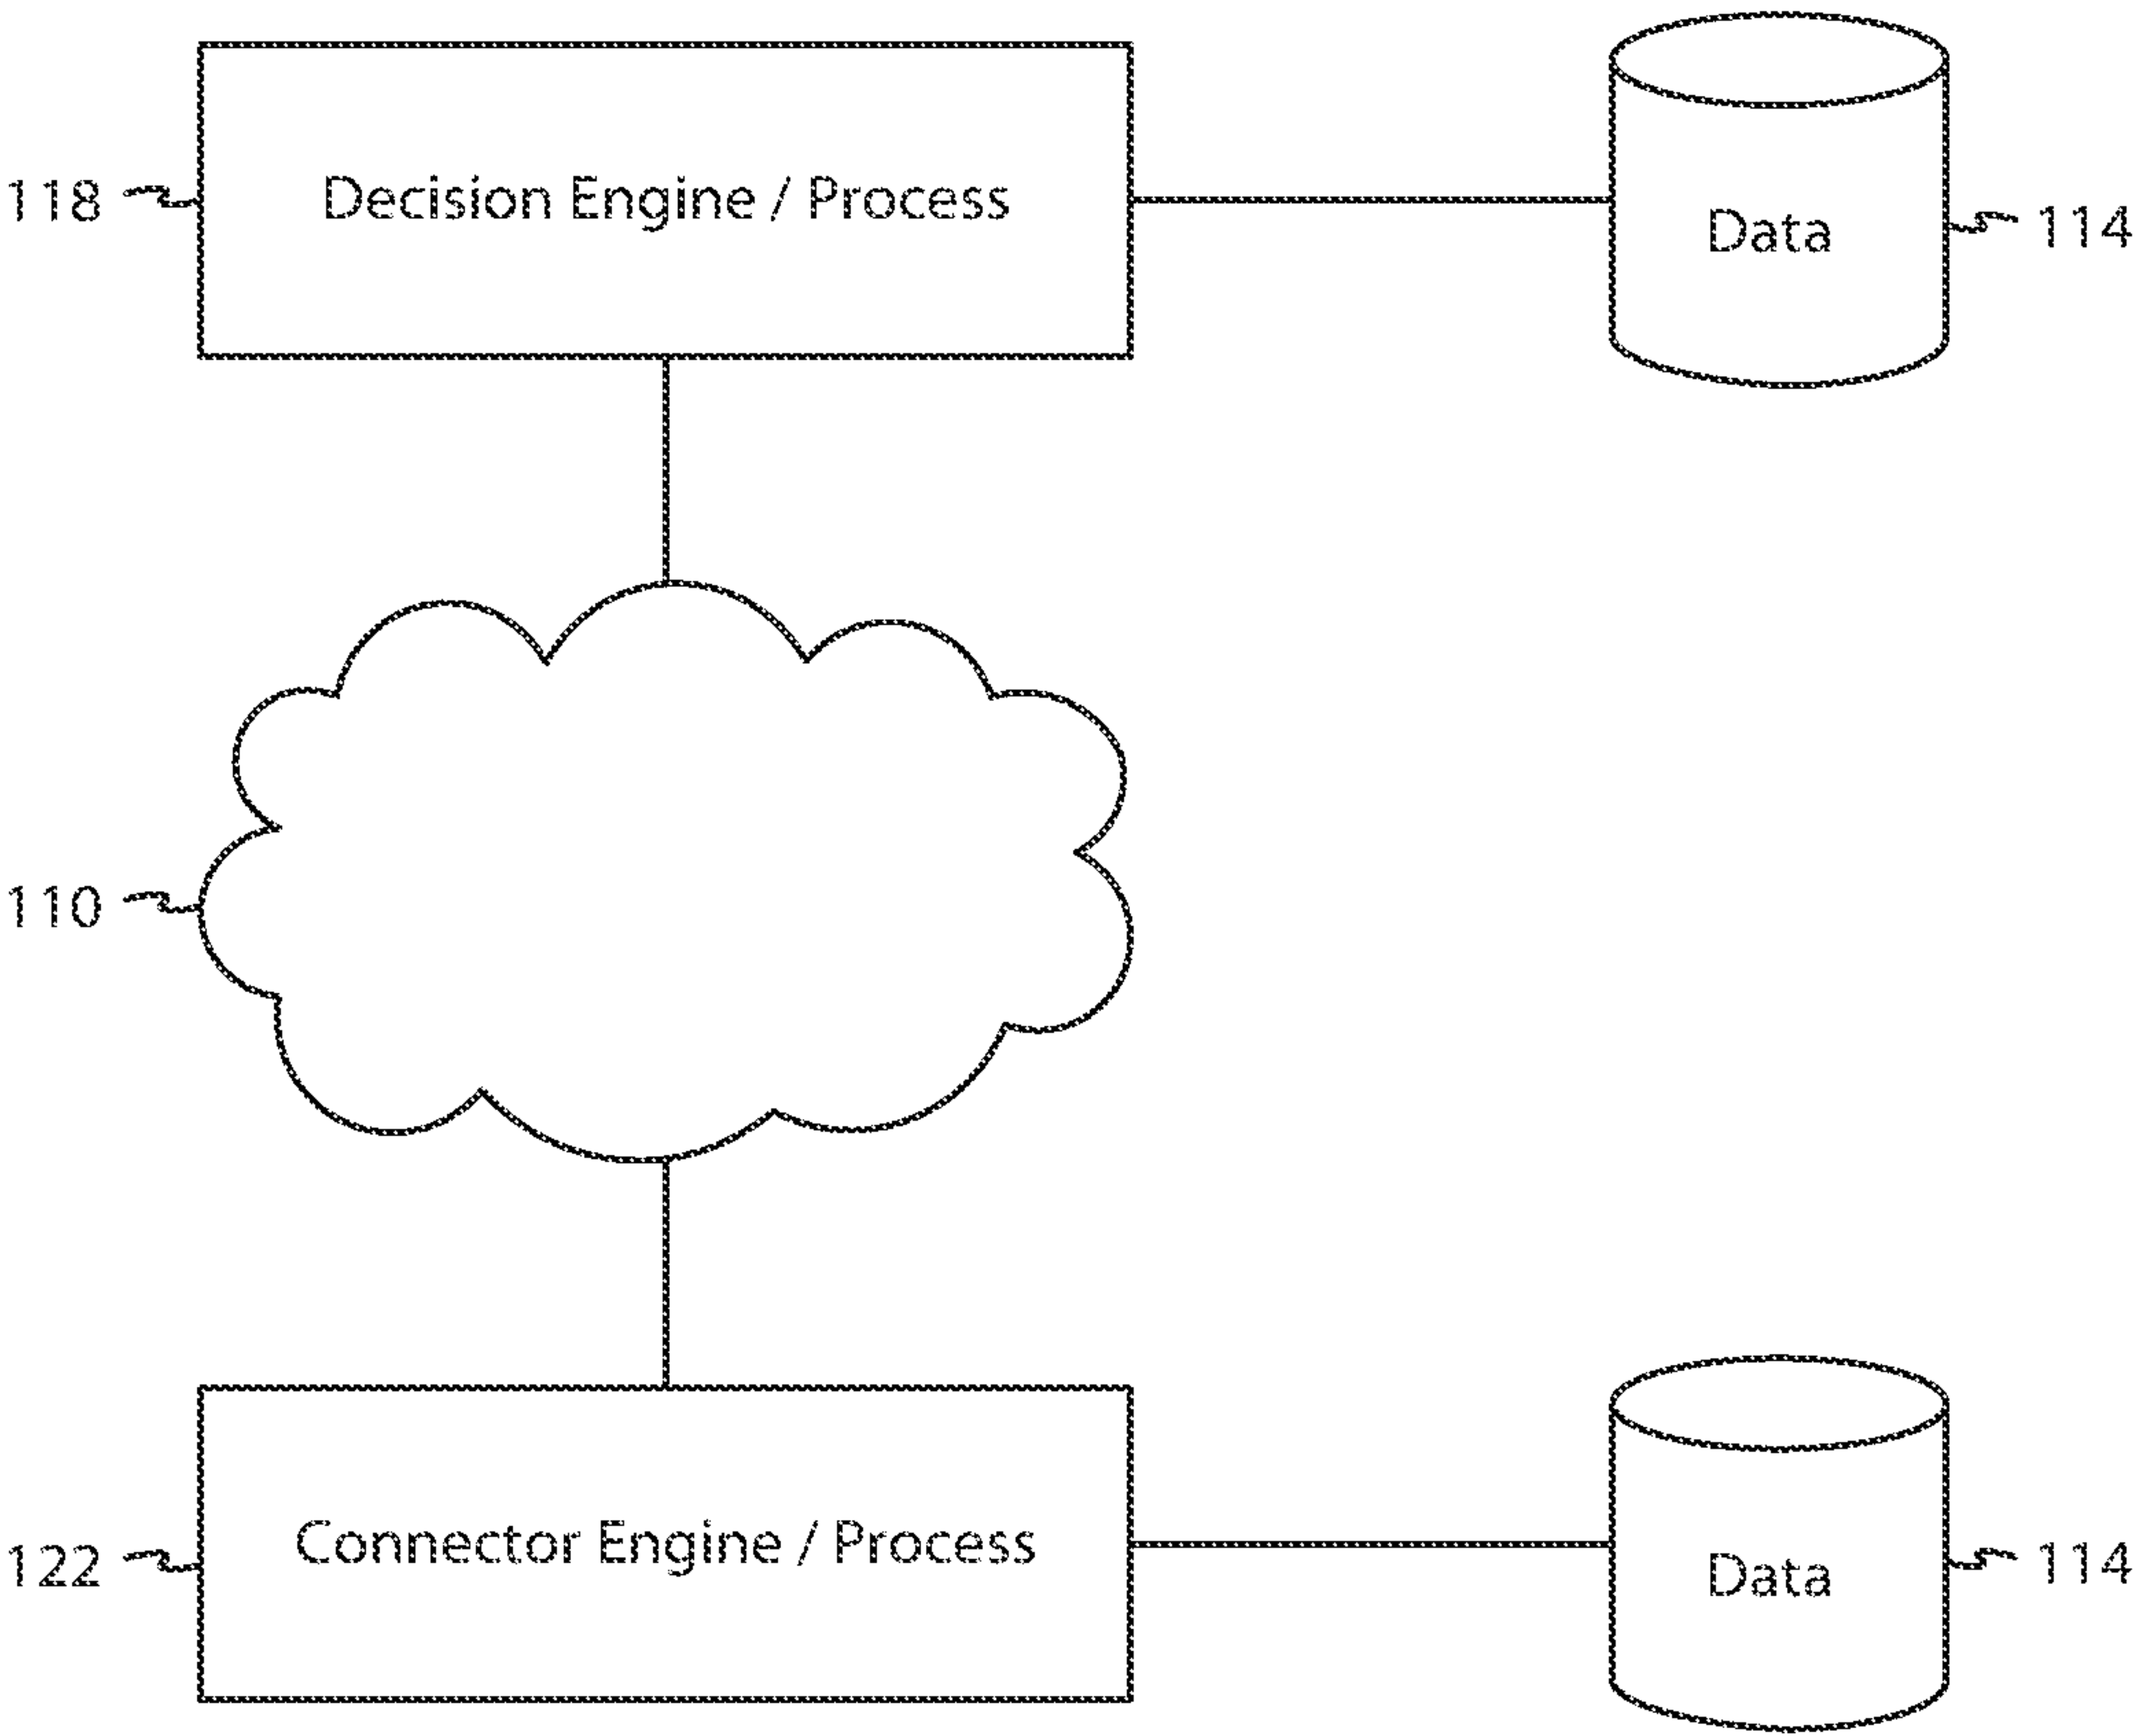 118
Decision Engine / Process
Data
114
110
122
Connector Engine / Process
Data
114